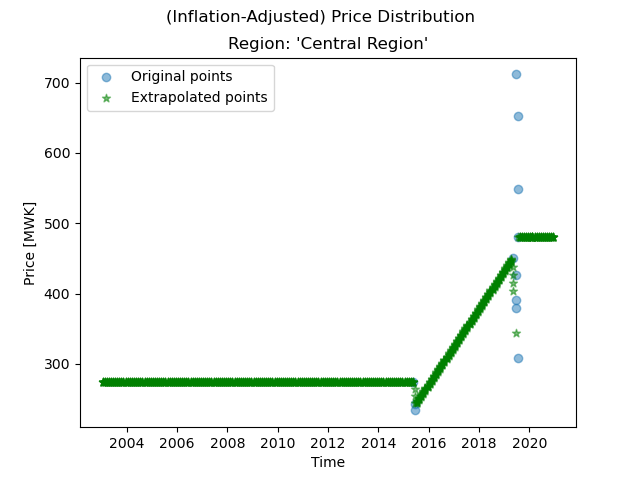 (Inflation-Adjusted) Price Distribution
Region: 'Central Region'
Original points
Extrapolated points
Price [MWK]
700
600
500
400
300
2004 2006 2008 2010 2012 2014 2016 2018 2020
Time